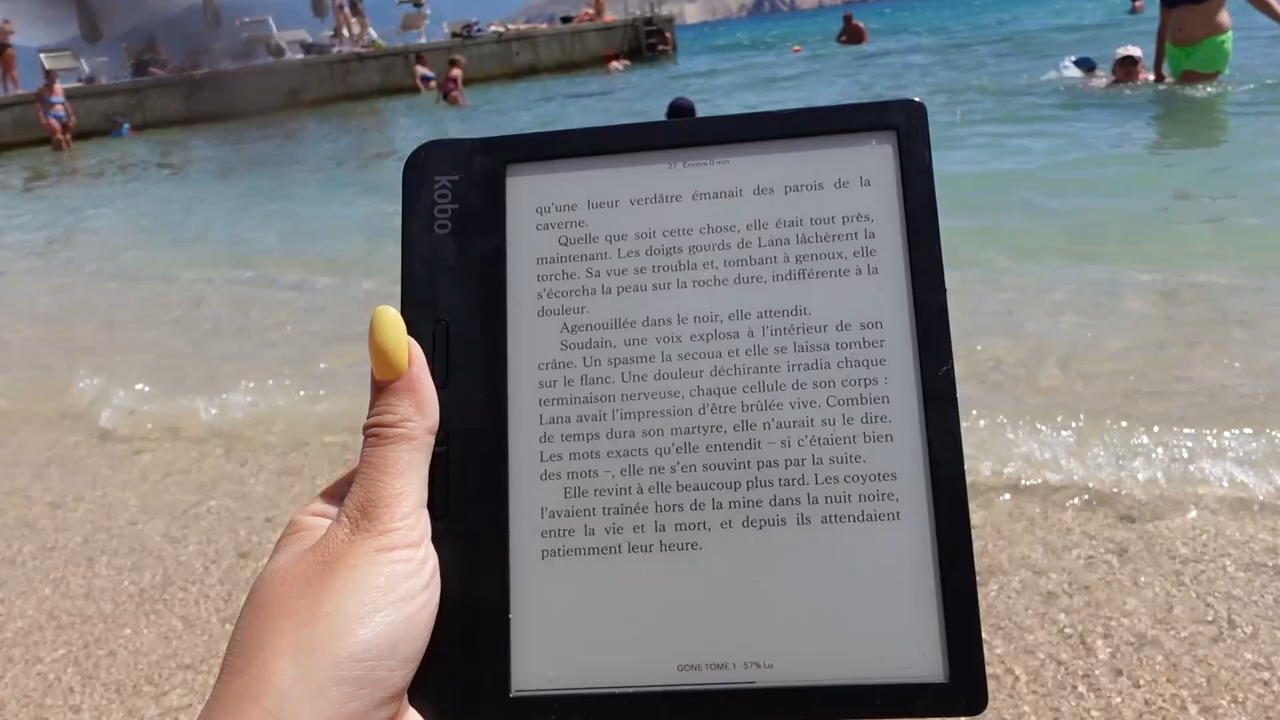 kobo
27 Encore 0 min
qu'une lueur verdâtre émanait des parois de la
caverne.
Quelle que soit cette chose, elle était tout près,
maintenant. Les doigts gourds de Lana lâchèrent la
torche. Sa vue se troubla et, tombant à genoux, elle
s'écorcha la peau sur la roche dure, indifférente à la
douleur.
Agenouillée dans le noir, elle attendit.
Soudain, une voix explosa à l'intérieur de son
crâne. Un spasme la secoua et elle se laissa tomber
sur le flanc. Une douleur déchirante irradia chaque
terminaison nerveuse, chaque cellule de son corps :
Lana avait l'impression d'être brûlée vive. Combien
de temps dura son martyre, elle n'aurait su le dire.
Les mots exacts qu'elle entendit – si c'étaient bien
des mots –, elle ne s'en souvint pas par la suite.
Elle revint à elle beaucoup plus tard. Les coyotes
l'avaient traînée hors de la mine dans la nuit noire,
entre la vie et la mort, et depuis ils attendaient
patiemment leur heure.
GONE TOME 1 · 57% Lu